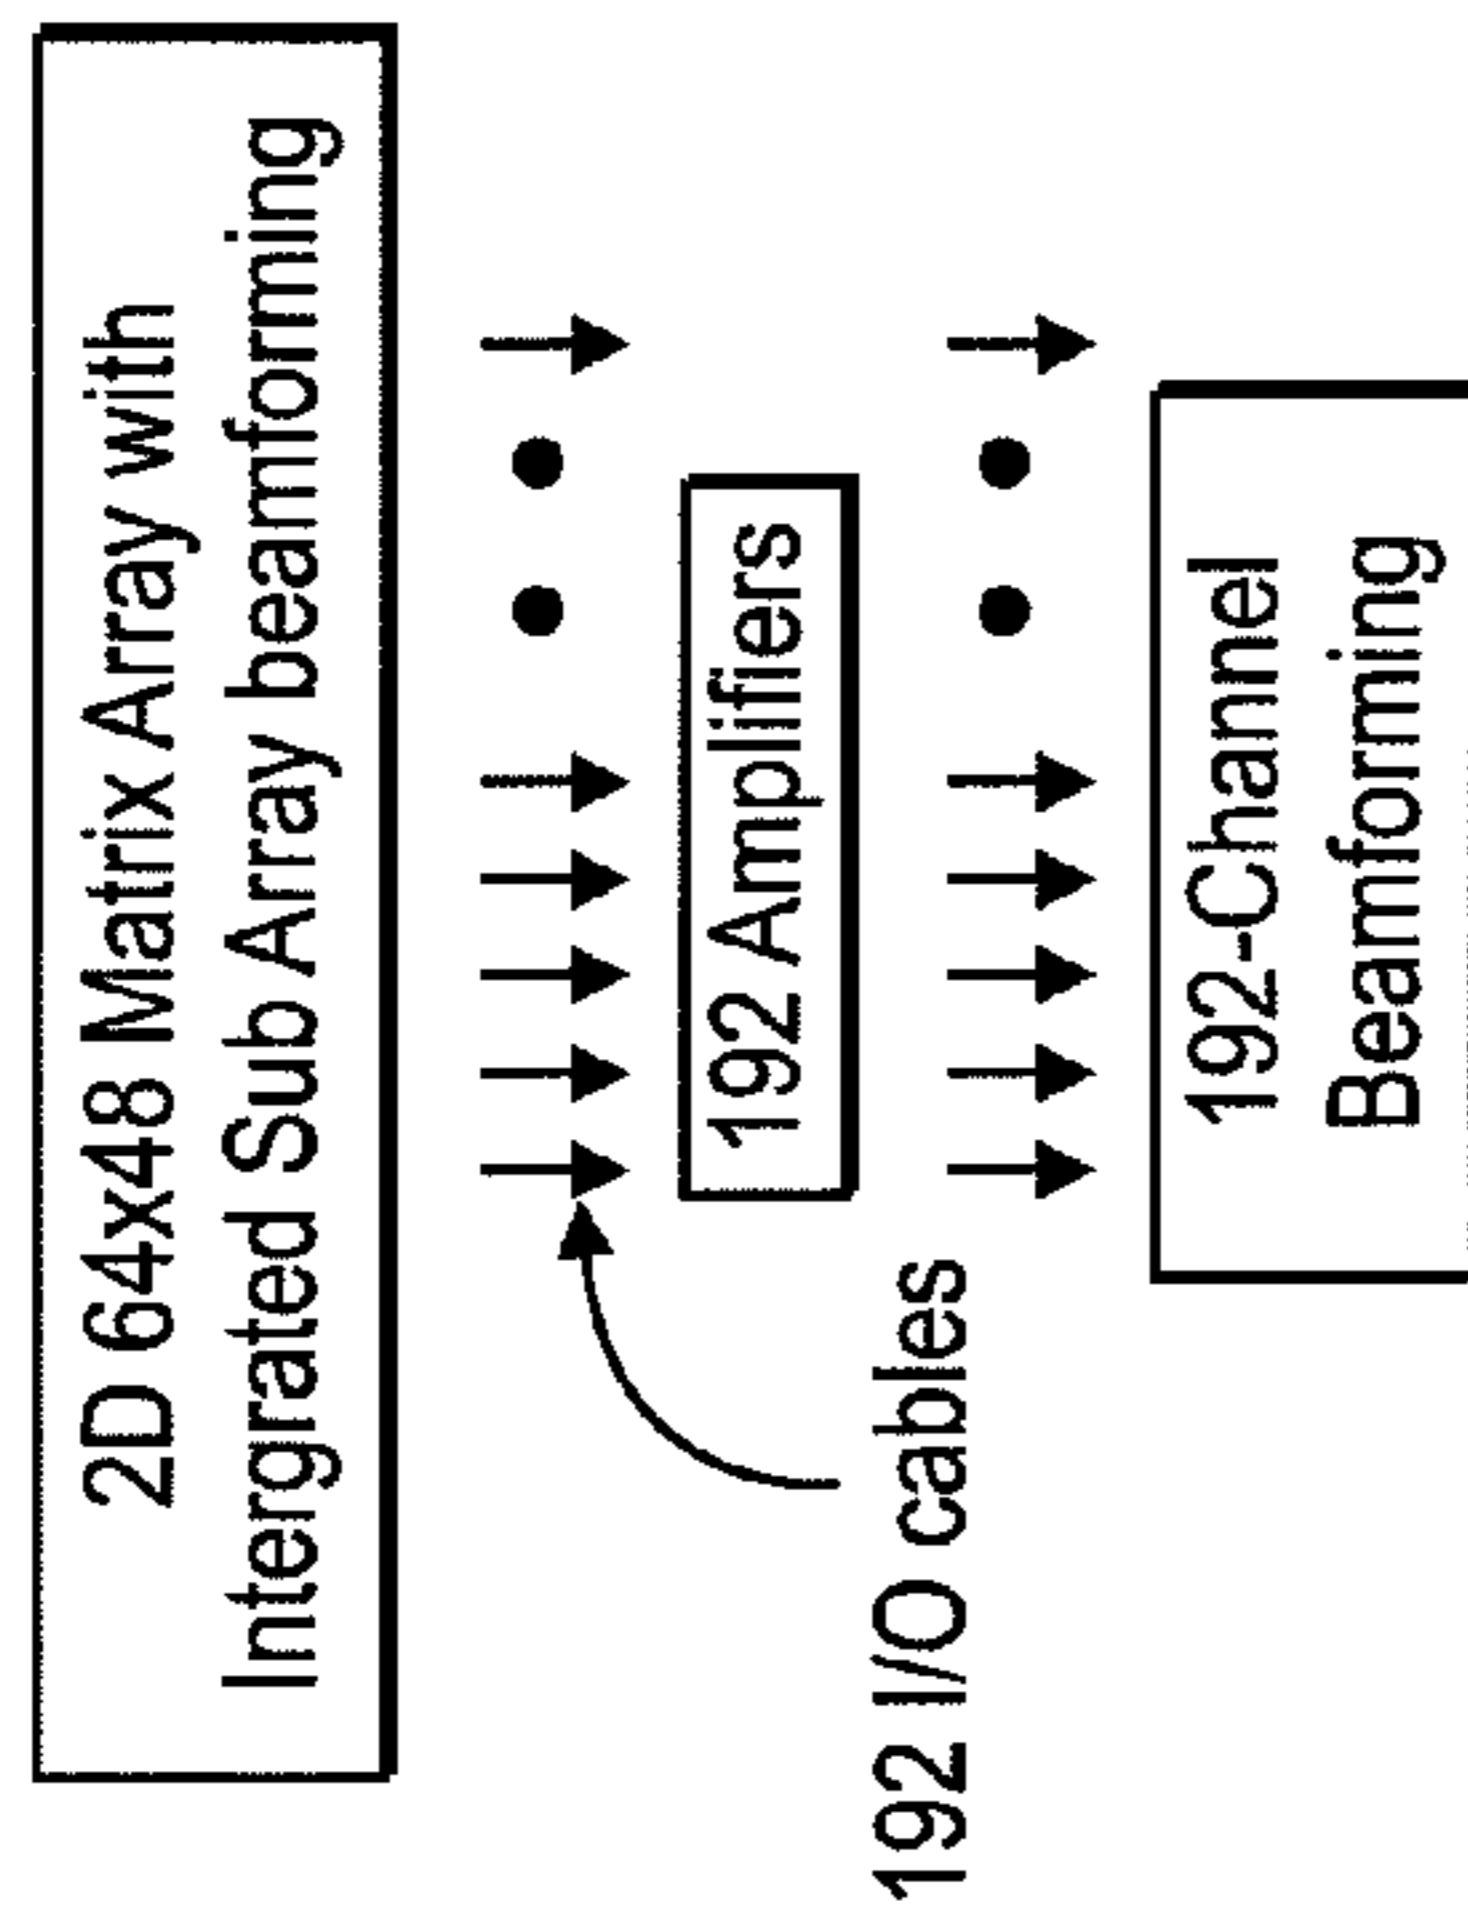 2D 64x48 Matrix Array with
Intergrated Sub Array beamforming
192 Amplifiers
192 I/O cables
192-Channel
Beamforming